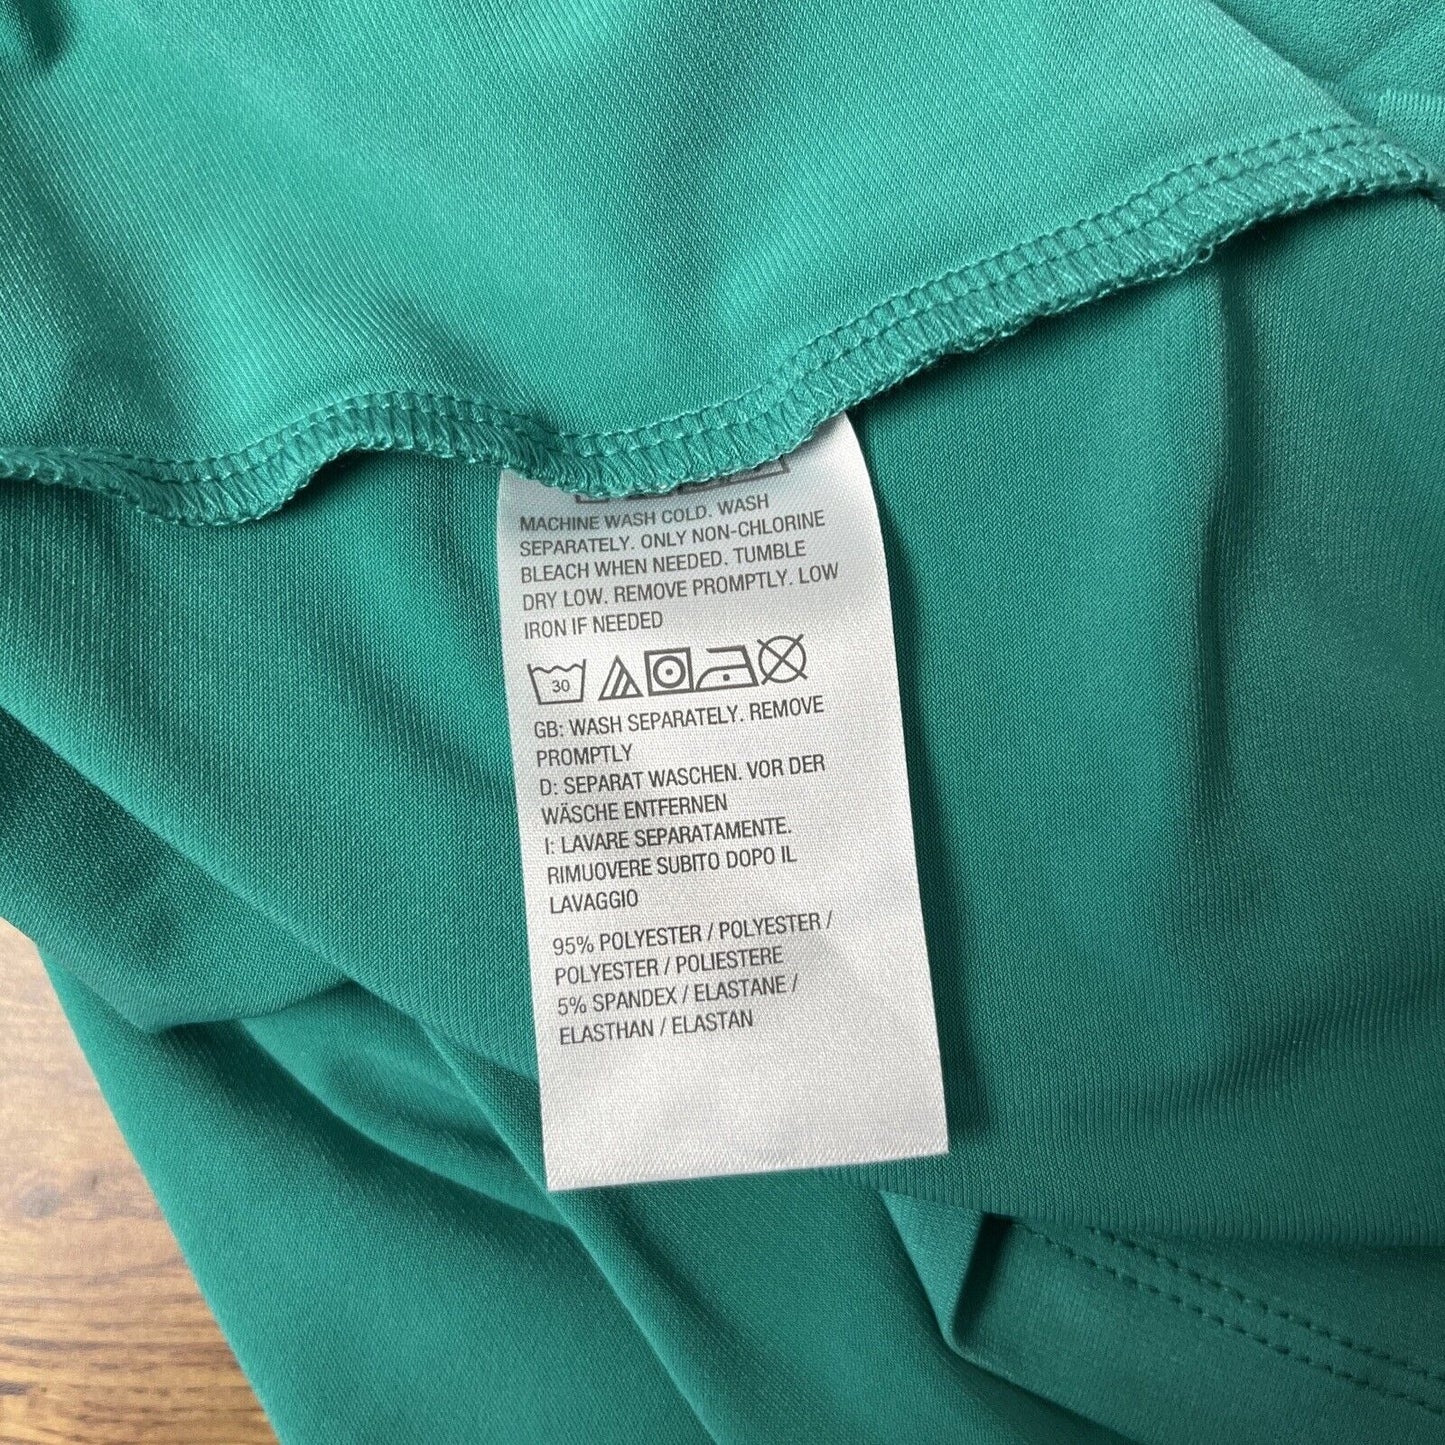 MACHINE WASH COLD. WASH
SEPARATELY. ONLY NON-CHLORINE
BLEACH WHEN NEEDED. TUMBLE
DRY LOW. REMOVE PROMPTLY. LOW
IRON IF NEEDED
30
GB: WASH SEPARATELY. REMOVE
PROMPTLY
D: SEPARAT WASCHEN. VOR DER
WÄSCHE ENTFERNEN
I: LAVARE SEPARATAMENTE.
RIMUOVERE SUBITO DOPO IL
LAVAGGIO
95% POLYESTER / POLYESTER /
POLYESTER / POLIESTERE
5% SPANDEX / ELASTANE /
ELASTHAN / ELASTAN